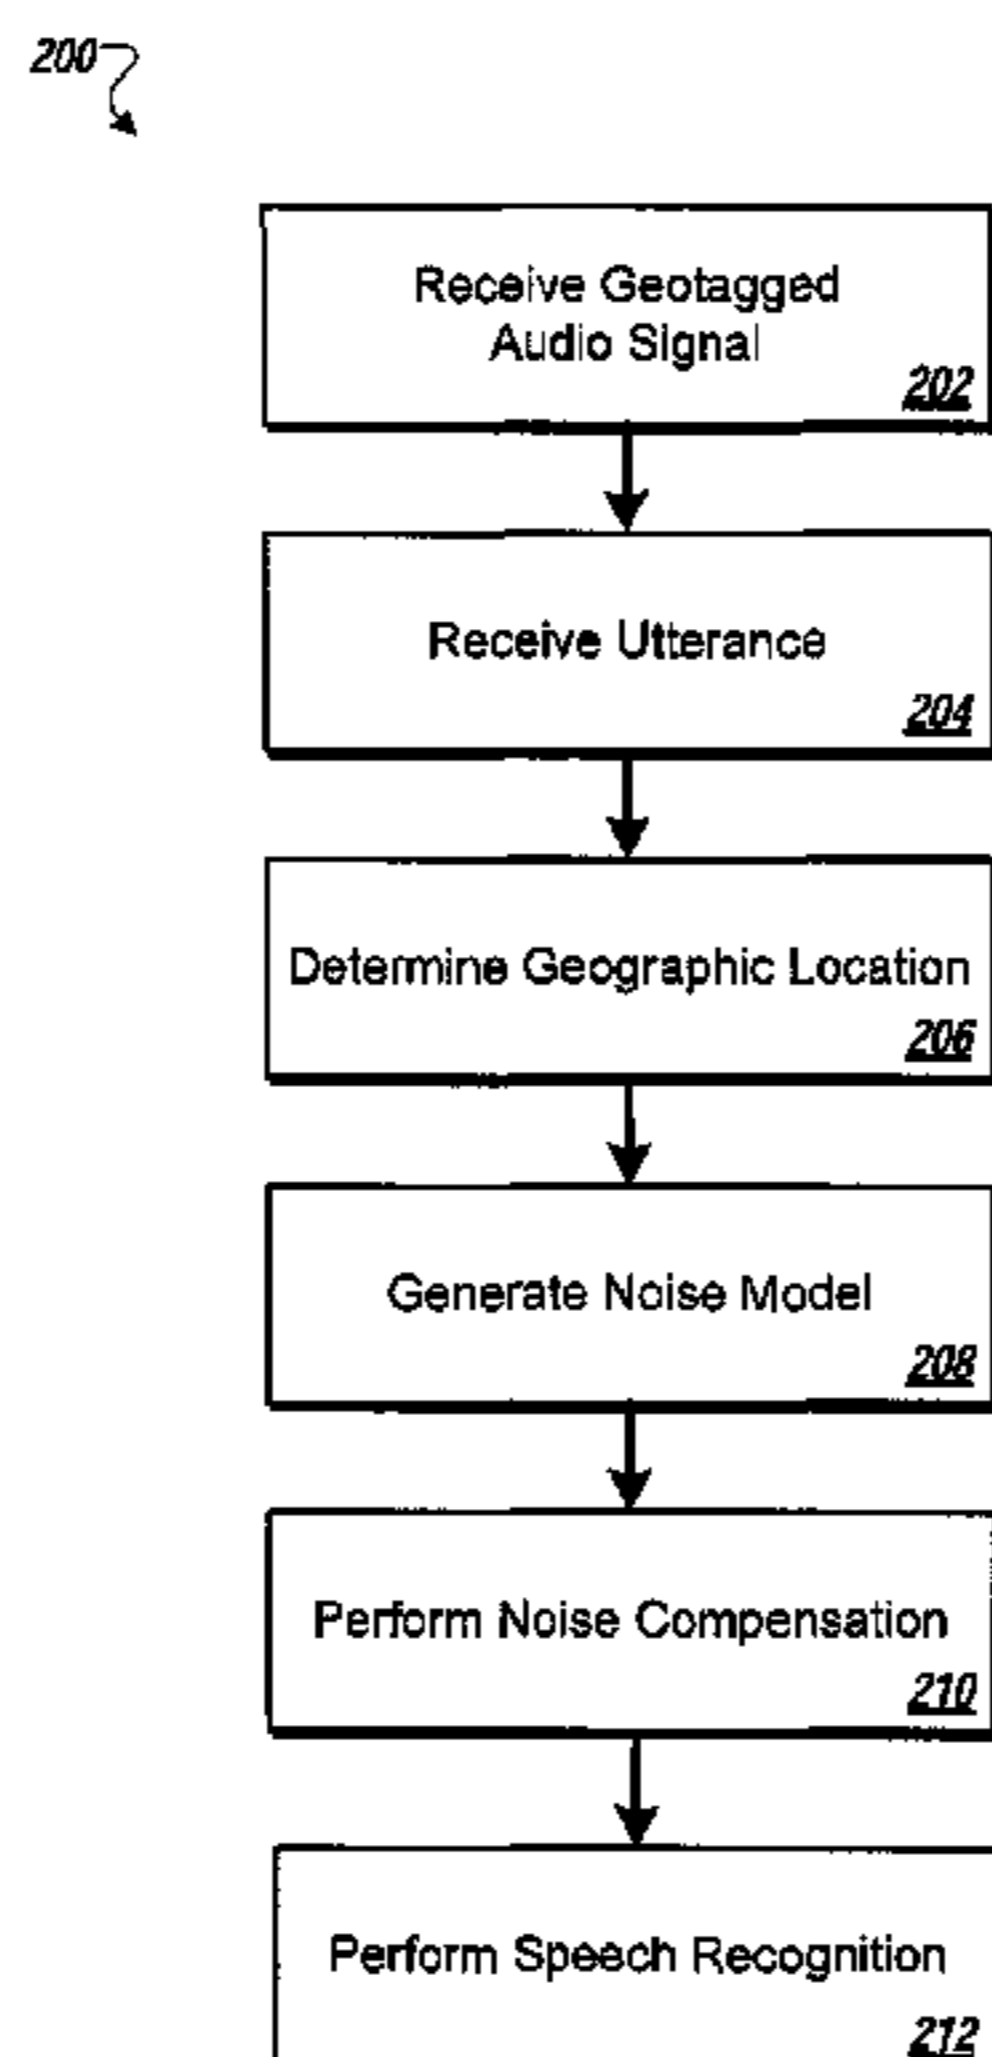 200
Receive Geotagged
Audio Signal
202
Receive Utterance
204
Determine Geographic Location
206
Generate Noise Model
208
Perform Noise Compensation
210
Perform Speech Recognition
212